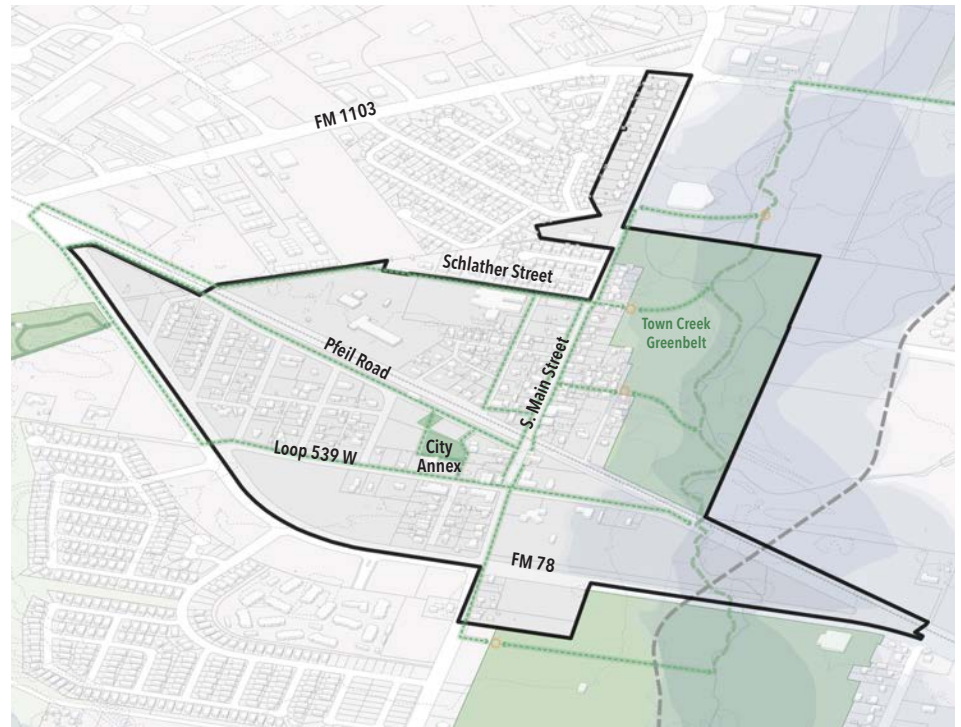 FM 1103
Schlather Street
Town Creek
Greenbelt
Pfeil Road
S. Main Street
City
Annex
Loop 539 W
FM 78